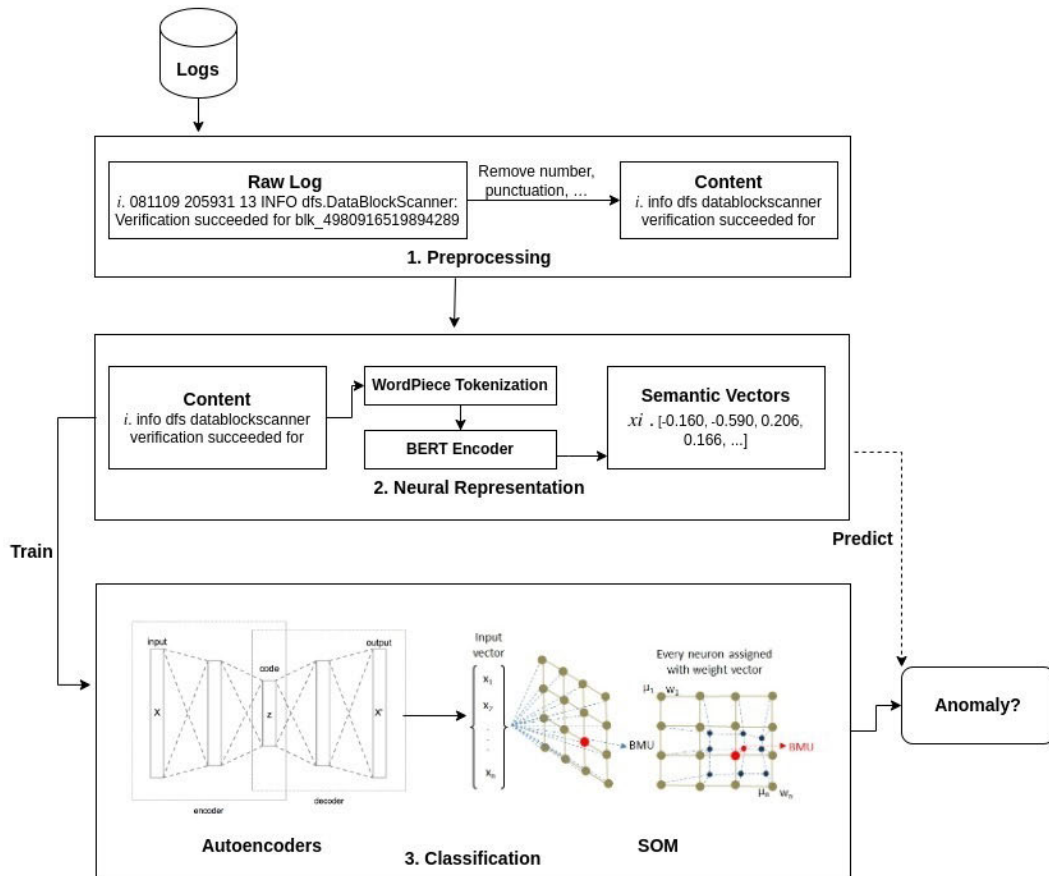 Logs
Raw Log
i. 081109 205931 13 INFO dfs.DataBlockScanner:
Verification succeeded for blk_4980916519894289
Remove number,
punctuation, ...
Content
i. info dfs datablockscanner
verification succeeded for
1. Preprocessing
Content
i. info dfs datablockscanner
verification succeeded for
WordPiece Tokenization
BERT Encoder
Semantic Vectors
xi . [-0.160, -0.590, 0.206,
0.166, ...]
2. Neural Representation
Train
Predict
input
X
code
z
output
X'
encoder
decoder
Autoencoders
Input
vector
x1
x2
xn
BMU
Every neuron assigned
with weight vector
μ1 w1
BMU
μn wn
SOM
3. Classification
Anomaly?